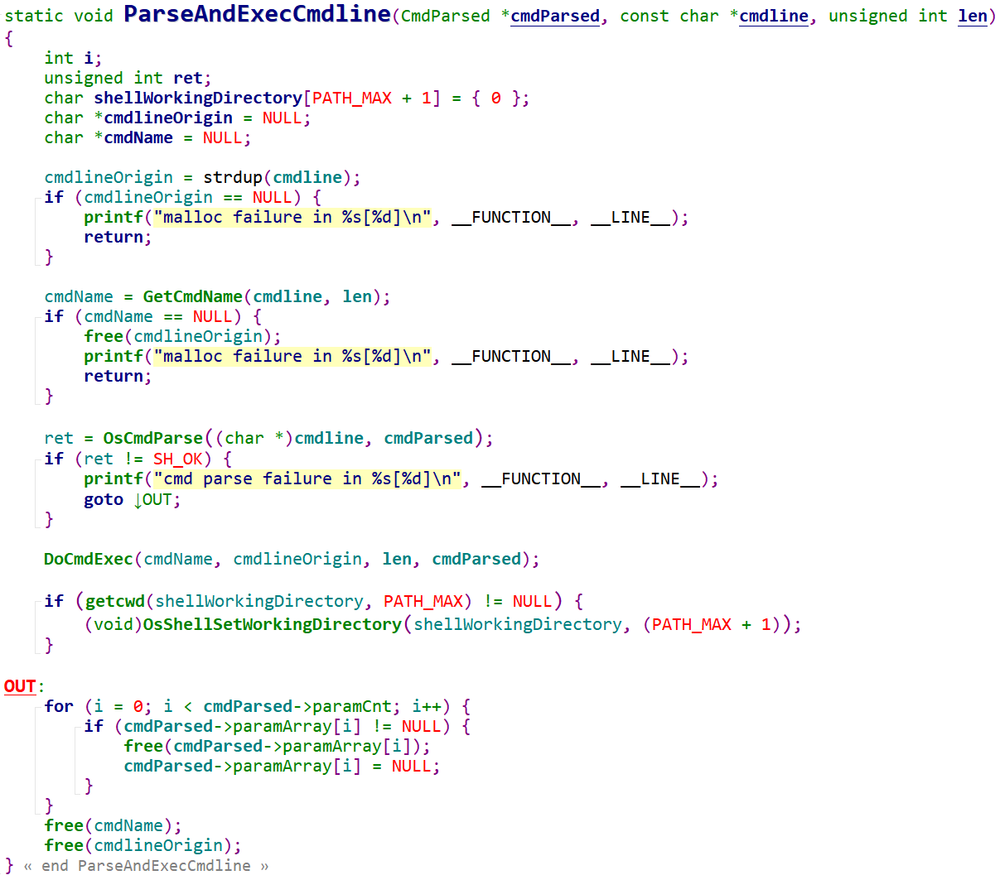 static void ParseAndExecCmdline(CmdParsed *cmdParsed, const char *cmdline, unsigned int len)
{
    int i;
    unsigned int ret;
    char shellWorkingDirectory[PATH_MAX + 1] = { 0 };
    char *cmdlineOrigin = NULL;
    char *cmdName = NULL;

    cmdlineOrigin = strdup(cmdline);
    if (cmdlineOrigin == NULL) {
        printf("malloc failure in %s[%d]\n", __FUNCTION__, __LINE__);
        return;
    }

    cmdName = GetCmdName(cmdline, len);
    if (cmdName == NULL) {
        free(cmdlineOrigin);
        printf("malloc failure in %s[%d]\n", __FUNCTION__, __LINE__);
        return;
    }

    ret = OsCmdParse((char *)cmdline, cmdParsed);
    if (ret != SH_OK) {
        printf("cmd parse failure in %s[%d]\n", __FUNCTION__, __LINE__);
        goto ↓OUT;
    }

    DoCmdExec(cmdName, cmdlineOrigin, len, cmdParsed);

    if (getcwd(shellWorkingDirectory, PATH_MAX) != NULL) {
        (void)OsShellSetWorkingDirectory(shellWorkingDirectory, (PATH_MAX + 1));
    }

OUT:
    for (i = 0; i < cmdParsed->paramCnt; i++) {
        if (cmdParsed->paramArray[i] != NULL) {
            free(cmdParsed->paramArray[i]);
            cmdParsed->paramArray[i] = NULL;
        }
    }
    free(cmdName);
    free(cmdlineOrigin);
} « end ParseAndExecCmdline »